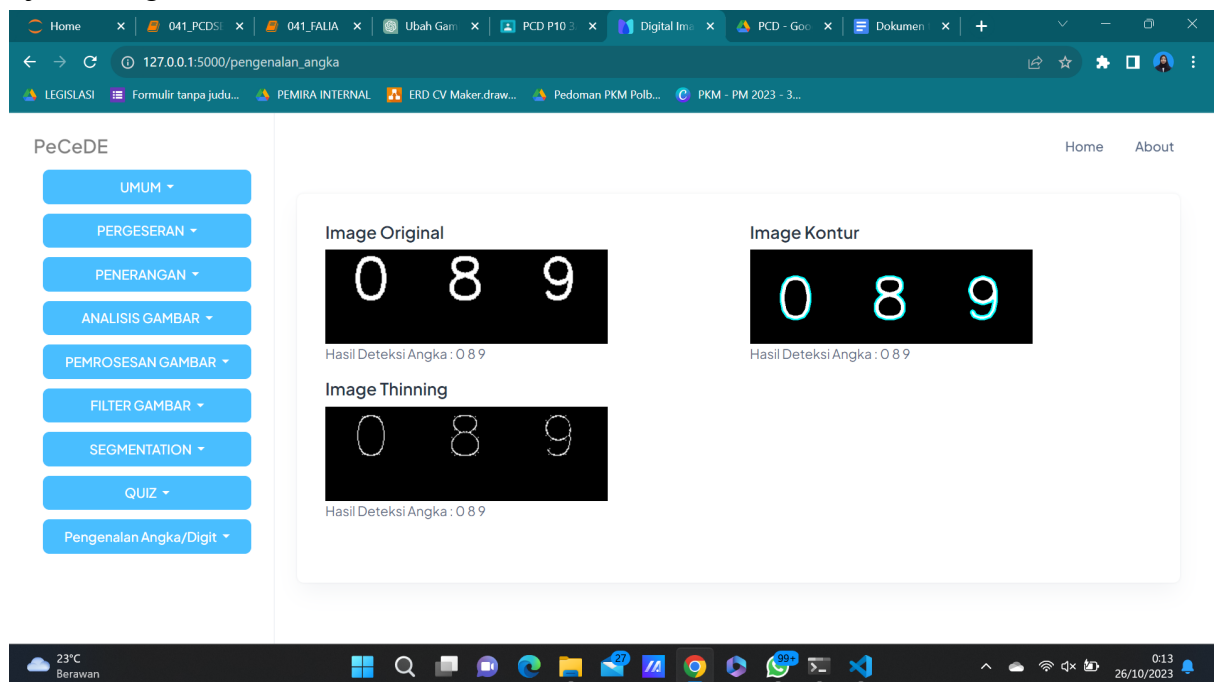 Home
041_PCDS
041_FALIA
Ubah Gam
PCD P10 3.
Digital Ima
PCD - Goo
Dokumen
127.0.0.1:5000/pengenalan_angka
LEGISLASI
Formulir tanpa judu...
PEMIRA INTERNAL
ERD CV Maker.draw...
Pedoman PKM Polb...
PKM - PM 2023 - 3...
PeCeDE
Home
About
UMUM
PERGESERAN
PENERANGAN
ANALISIS GAMBAR
PEMROSESAN GAMBAR
FILTER GAMBAR
SEGMENTATION
QUIZ
Pengenalan Angka/Digit
Image Original
0 8 9
Hasil Deteksi Angka : 0 8 9
Image Kontur
0 8 9
Hasil Deteksi Angka : 0 8 9
Image Thinning
0 8 9
Hasil Deteksi Angka : 0 8 9
23°C
Berawan
27
99+
0:13
26/10/2023